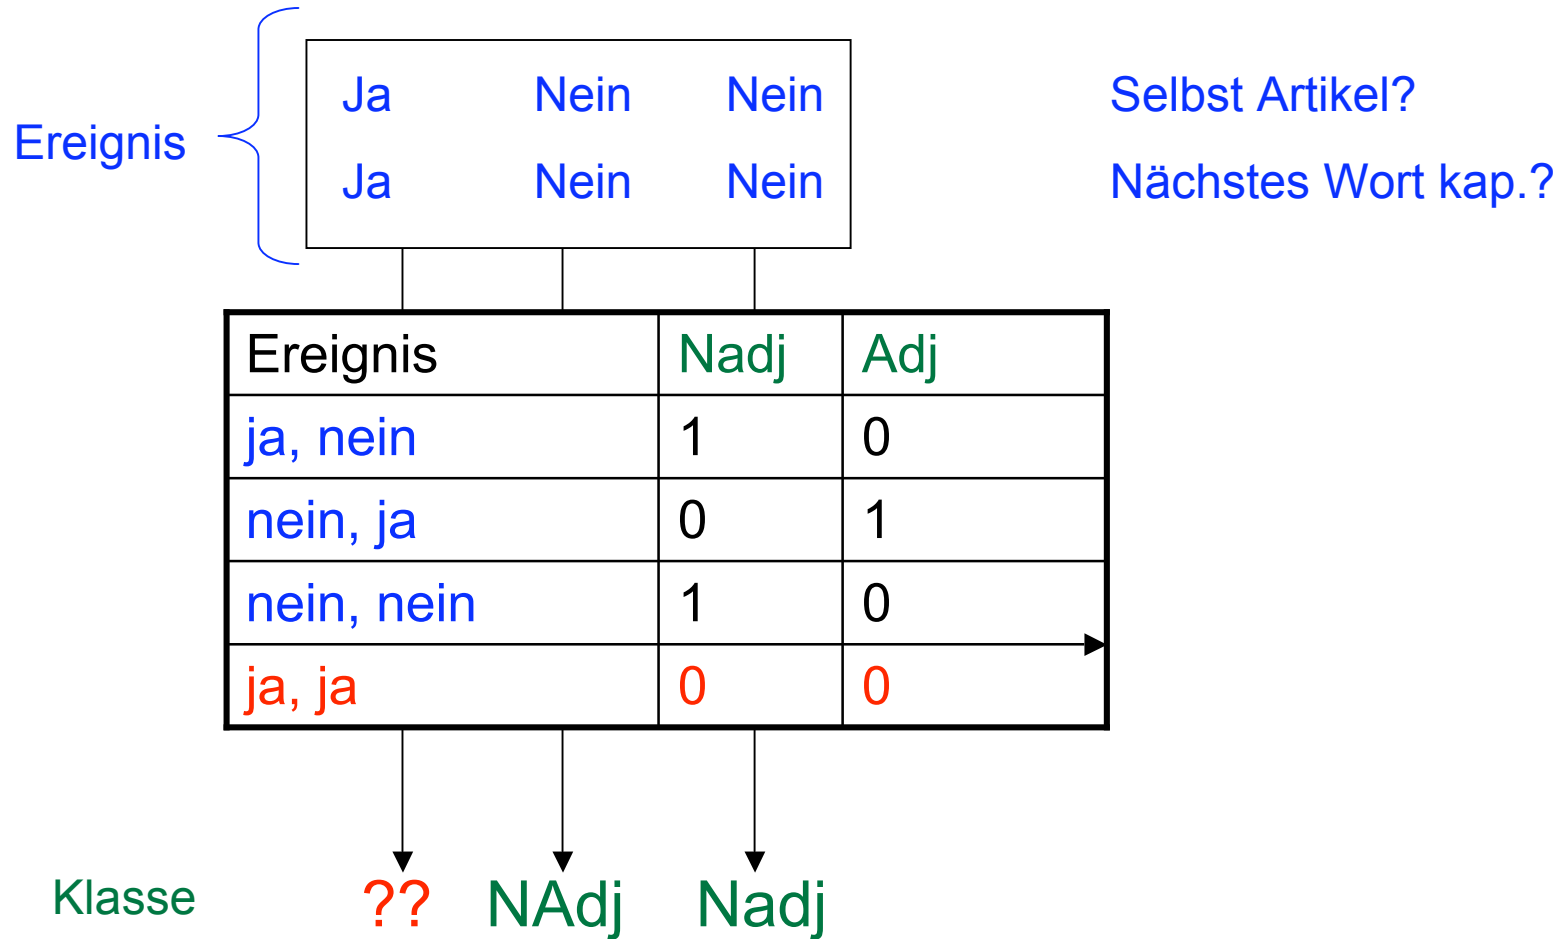 Ja Nein Nein Selbst Artikel?
Ereignis
Ja Nein Nein Nächstes Wort kap.?
Ereignis Nadj Adj
ja, nein 1 0
nein, ja 0 1
nein, nein 1 0
ja, ja 0 0
Klasse ?? NAdj Nadj